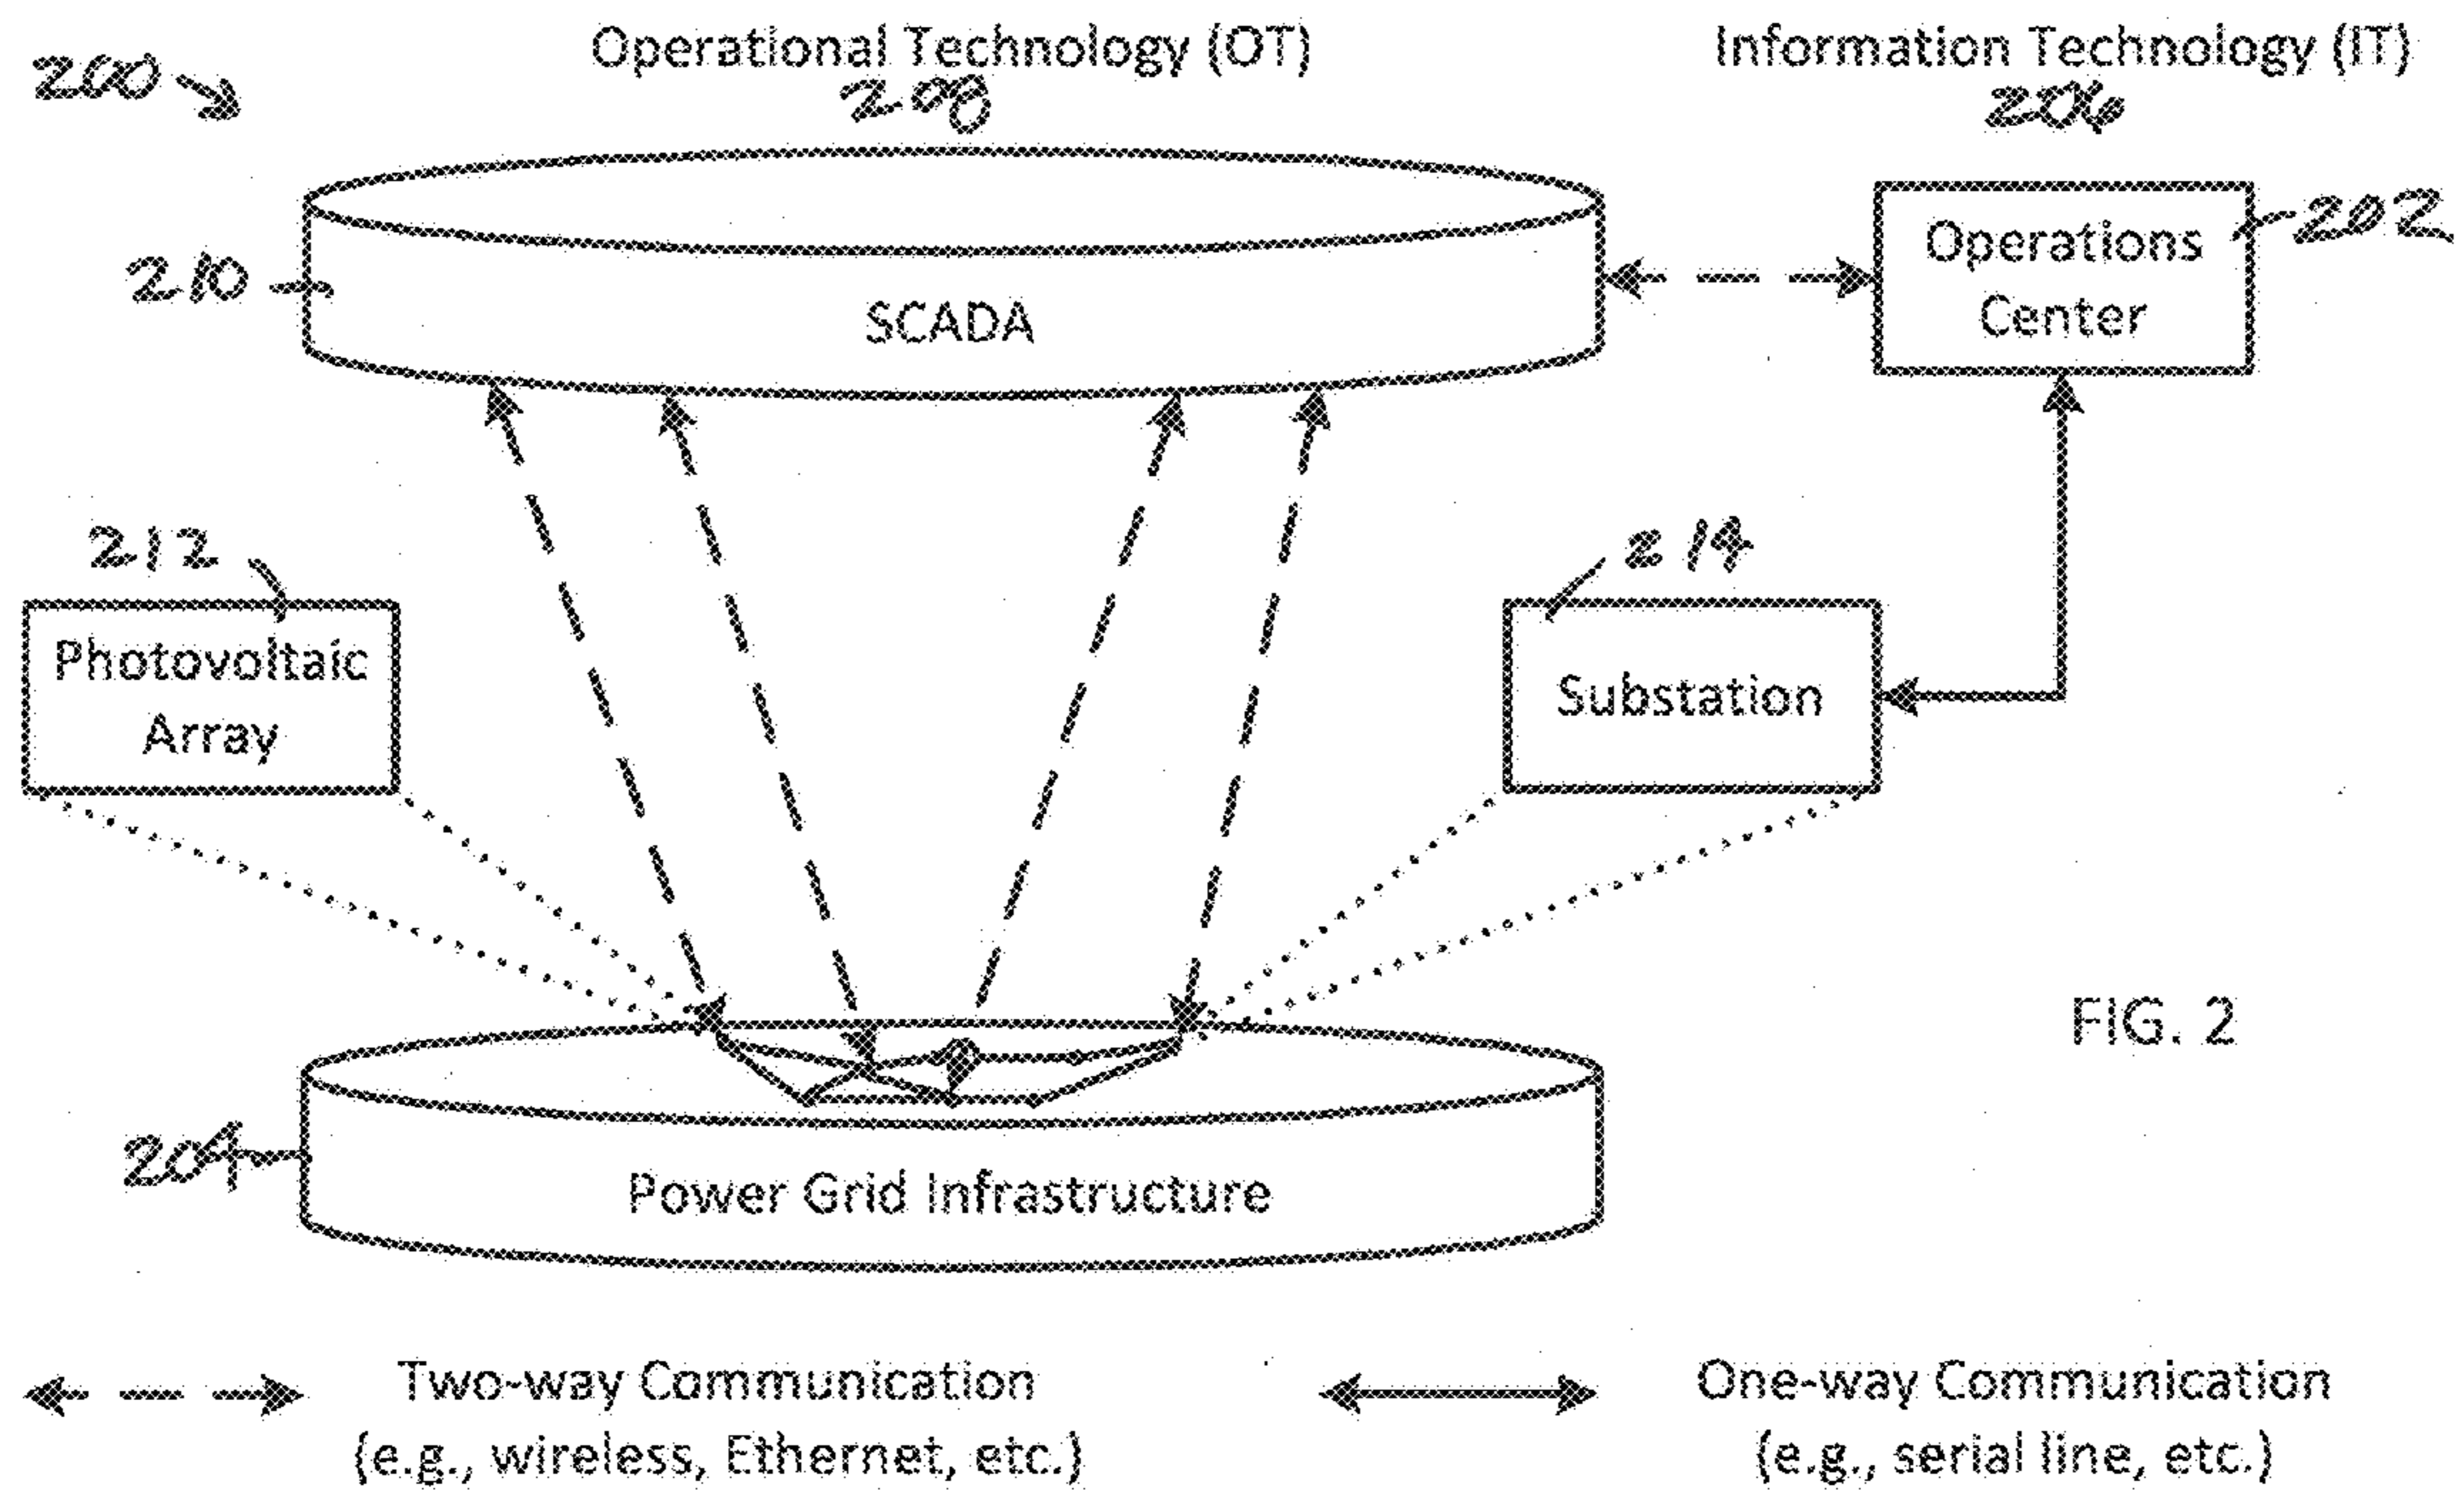 Operational Technology (OT)
Information Technology (IT)
200
208
206
202
Operations
Center
210
SCADA
212
214
Photovoltaic
Array
Substation
FIG. 2
204
Power Grid Infrastructure
Two-way Communication
(e.g., wireless, Ethernet, etc.)
One-way Communication
(e.g., serial line, etc.)